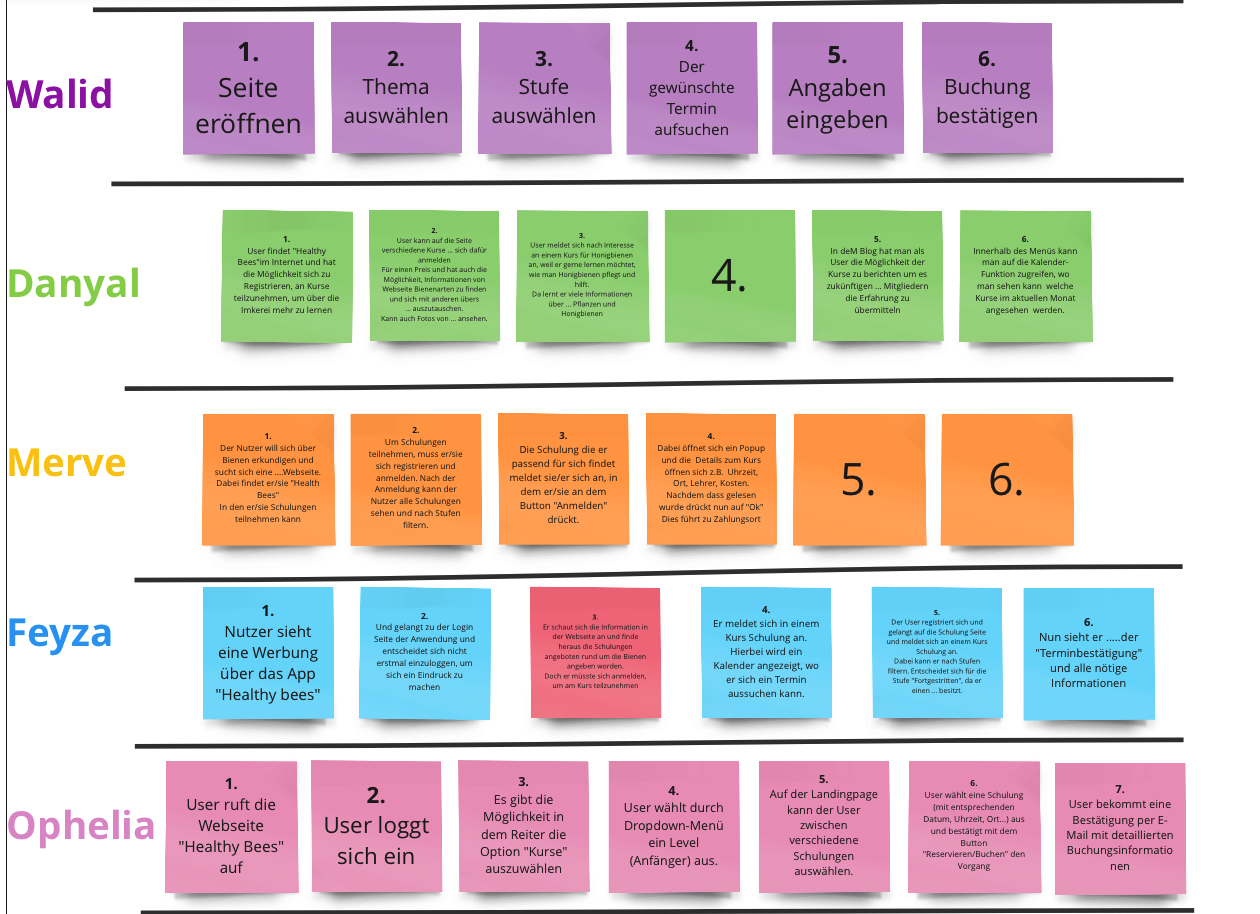 Walid
1.
Seite
eröffnen
2.
Thema
auswählen
3.
Stufe
auswählen
4.
Der
gewünschte
Termin
aufsuchen
5.
Angaben
eingeben
6.
Buchung
bestätigen
Danyal
1.
User findet "Healthy
Bees"im Internet und hat
die Möglichkeit sich zu
Registrieren, an Kurse
teilzunehmen, um über die
Imkerei mehr zu lernen
2.
User kann auf die Seite
verschiedene Kurse ... sich dafür
anmelden
Für einen Preis und hat auch die
Möglichkeit, Informationen von
Webseite Bienenarten zu finden
und sich mit anderen übers
... auszutauschen.
Kann auch Fotos von ... ansehen.
3.
User meldet sich nach Interesse
an einem Kurs für Honigbienen
an, weil er gerne lernen möchtet,
wie man Honigbienen pflegt und
hilft.
Da lernt er viele Informationen
über ... Pflanzen und
Honigbienen
4.
5.
In deM Blog hat man als
User die Möglichkeit der
Kurse zu berichten um es
zukünftigen ... Mitgliedern
die Erfahrung zu
übermitteln
6.
Innerhalb des Menüs kann
man auf die Kalender-
Funktion zugreifen, wo
man sehen kann welche
Kurse im aktuellen Monat
angesehen werden.
Merve
1.
Der Nutzer will sich über
Bienen erkundigen und
sucht sich eine ....Webseite.
Dabei findet er/sie "Health
Bees"
In den er/sie Schulungen
teilnehmen kann
2.
Um Schulungen
teilnehmen, muss er/sie
sich registrieren und
anmelden. Nach der
Anmeldung kann der
Nutzer alle Schulungen
sehen und nach Stufen
filtern.
3.
Die Schulung die er
passend für sich findet
meldet sie/er sich an, in
dem er/sie an dem
Button "Anmelden"
drückt.
4.
Dabei öffnet sich ein Popup
und die Details zum Kurs
öffnen sich z.B. Uhrzeit,
Ort, Lehrer, Kosten.
Nachdem dass gelesen
wurde drückt nun auf "Ok"
Dies führt zu Zahlungsort
5.
6.
Feyza
1.
Nutzer sieht
eine Werbung
über das App
"Healthy bees"
2.
Und gelangt zu der Login
Seite der Anwendung und
entscheidet sich nicht
erstmal einzuloggen, um
sich ein Eindruck zu
machen
3.
Er schaut sich die Information in
der Webseite an und finde
heraus die Schulungen
angeboten rund um die Bienen
angeben worden.
Doch er müsste sich anmelden,
um am Kurs teilzunehmen
4.
Er meldet sich in einem
Kurs Schulung an.
Hierbei wird ein
Kalender angezeigt, wo
er sich ein Termin
aussuchen kann.
5.
Der User registriert sich und
gelangt auf die Schulung Seite
und meldet sich an einem Kurs
Schulung an.
Dabei kann er nach Stufen
filtern. Entscheidet sich für die
Stufe "Fortgestritten", da er
einen ... besitzt.
6.
Nun sieht er .....der
"Terminbestätigung"
und alle nötige
Informationen
Ophelia
1.
User ruft die
Webseite
"Healthy Bees"
auf
2.
User loggt
sich ein
3.
Es gibt die
Möglichkeit in
dem Reiter die
Option "Kurse"
auszuwählen
4.
User wählt durch
Dropdown-Menü
ein Level
(Anfänger) aus.
5.
Auf der Landingpage
kann der User
zwischen
verschiedene
Schulungen
auswählen.
6.
User wählt eine Schulung
(mit entsprechenden
Datum, Uhrzeit, Ort...) aus
und bestätigt mit dem
Button
"Reservieren/Buchen" den
Vorgang
7.
User bekommt eine
Bestätigung per E-
Mail mit detaillierten
Buchungsinformatio
nen